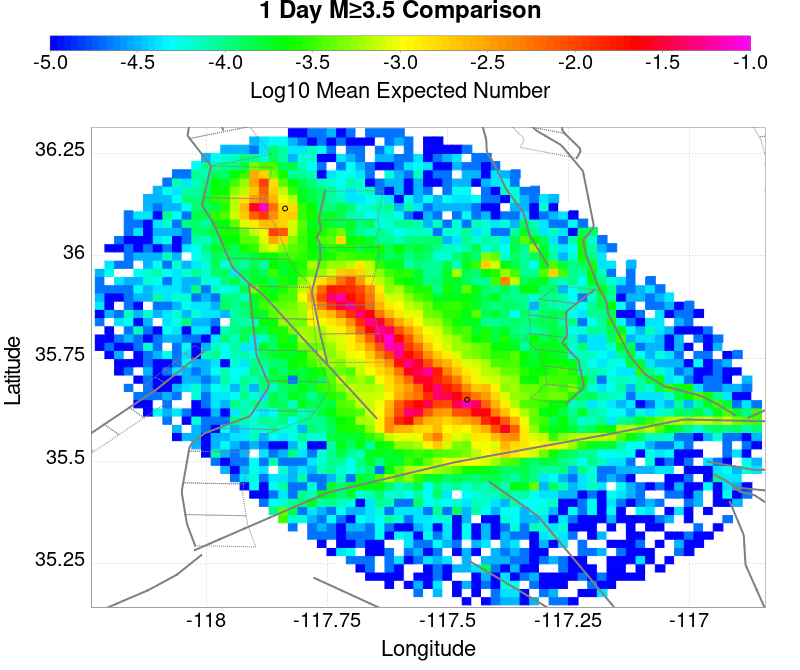 1 Day M≥3.5 Comparison
-5.0 -4.5 -4.0 -3.5 -3.0 -2.5 -2.0 -1.5 -1.0
Log10 Mean Expected Number
36.25
36
35.75
35.5
35.25
Latitude
-118 -117.75 -117.5 -117.25 -117
Longitude